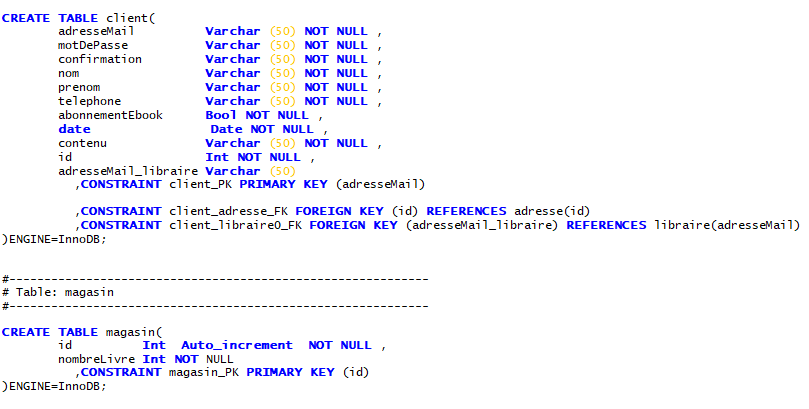 CREATE TABLE client(
adresseMail Varchar (50) NOT NULL ,
motDePasse Varchar (50) NOT NULL ,
confirmation Varchar (50) NOT NULL ,
nom Varchar (50) NOT NULL ,
prenom Varchar (50) NOT NULL ,
telephone Varchar (50) NOT NULL ,
abonnementEbook Bool NOT NULL ,
date Date NOT NULL ,
contenu Varchar (50) NOT NULL ,
id Int NOT NULL ,
adresseMail_libraire Varchar (50)
,CONSTRAINT client_PK PRIMARY KEY (adresseMail)
,CONSTRAINT client_adresse_FK FOREIGN KEY (id) REFERENCES adresse(id)
,CONSTRAINT client_libraire0_FK FOREIGN KEY (adresseMail_libraire) REFERENCES libraire(adresseMail)
)ENGINE=InnoDB;
#------------------------------------------------------------
# Table: magasin
#------------------------------------------------------------
CREATE TABLE magasin(
id Int Auto_increment NOT NULL ,
nombreLivre Int NOT NULL
,CONSTRAINT magasin_PK PRIMARY KEY (id)
)ENGINE=InnoDB;